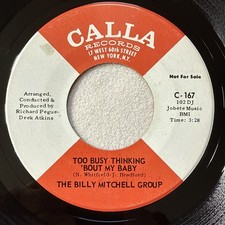 CALLA
RECORDS
17 WEST 60th STREET
NEW YORK, N.Y.
Not For Sale
Arranged,
Conducted &
Produced by
Richard Pegue-
Deek Atkins
C-167
102 DJ
Jobete Music
BMI
Time: 3:28
TOO BUSY THINKING
'BOUT MY BABY
(N. Whitfield-J. Bradford)
THE BILLY MITCHELL GROUP